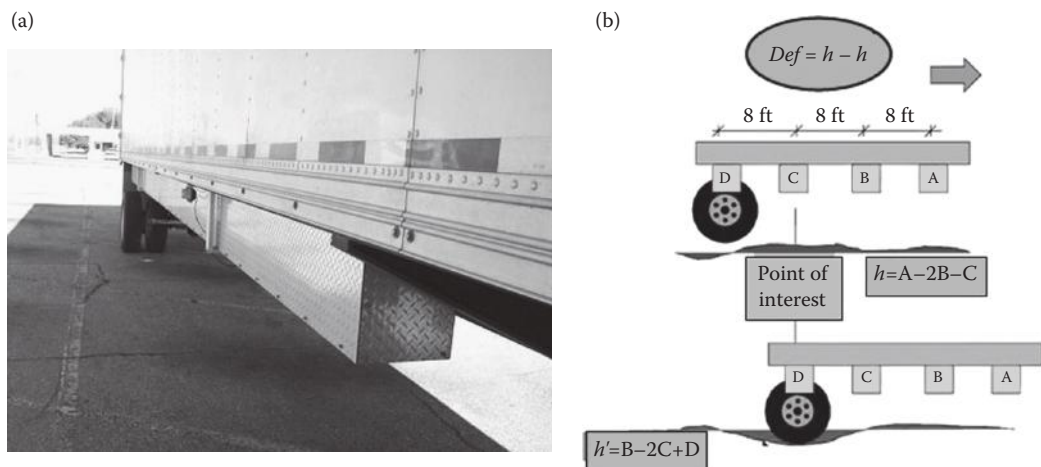 (a)
(b)
Def = h – h
8 ft 8 ft 8 ft
D C B A
Point of
interest
h=A–2B–C
D C B A
h'=B–2C+D